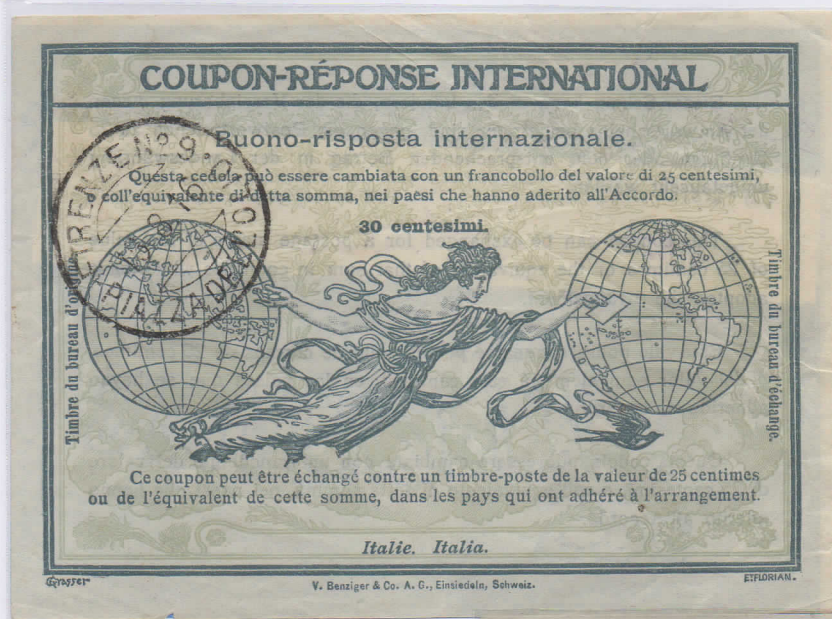 COUPON-RÉPONSE INTERNATIONAL
Buono-risposta internazionale.
Questa cedola può essere cambiata con un francobollo del valore di 25 centesimi,
o coll'equivalente di detta somma, nei paesi che hanno aderito all'Accordo.
30 centesimi.
FIRENZE No. 9
8-16
PIAZZA
Timbre du bureau d'origine
Timbre du bureau d'échange.
Ce coupon peut être échangé contre un timbre-poste de la valeur de 25 centimes
ou de l'équivalent de cette somme, dans les pays qui ont adhéré à l'arrangement.
Italie. Italia.
Grasser
V. Benziger & Co. A. G., Einsiedeln, Schweiz.
E.FLORIAN.